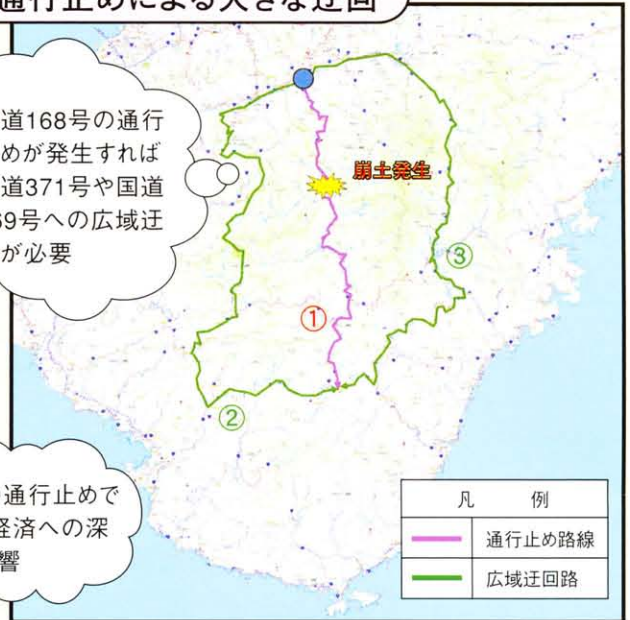 通行止めによる大きな迂回
道168号の通行
めが発生すれば
道371号や国道
69号への広域迂
が必要
崩土発生
③
①
②
通行止めで
経済への深
響
凡 例
通行止め路線
広域迂回路